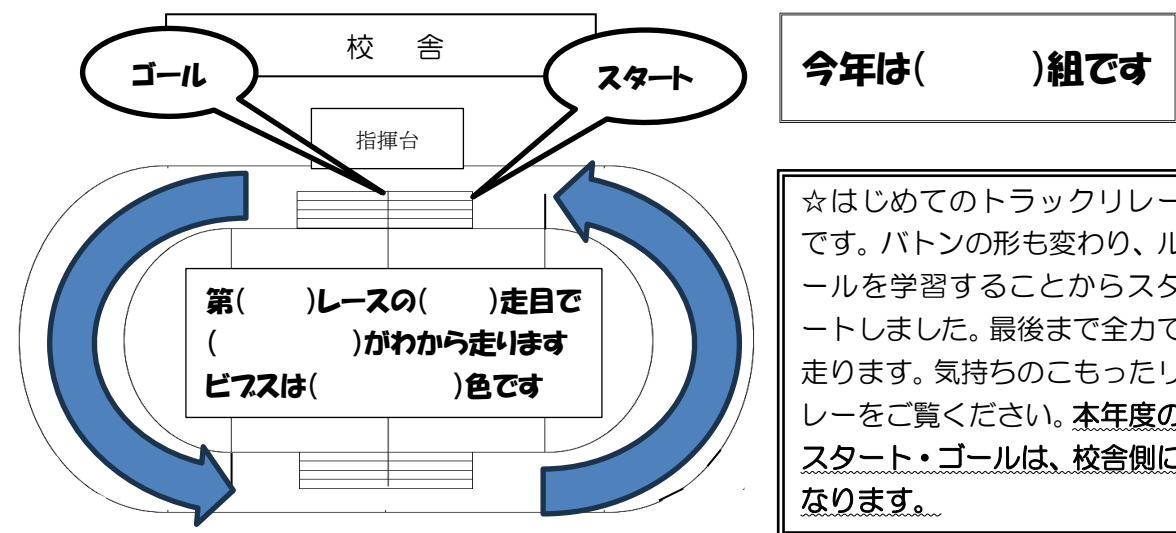 校　舎
ゴール
スタート
指揮台
第(　　)レースの(　　)走目で
(　　　　　)がわから走ります
ビブスは(　　　　　)色です
今年は(　　　)組です
☆はじめてのトラックリレー
です。バトンの形も変わり、ル
ールを学習することからスタ
ートしました。最後まで全力で
走ります。気持ちのこもったリ
レーをご覧ください。本年度の
スタート・ゴールは、校舎側に
なります。